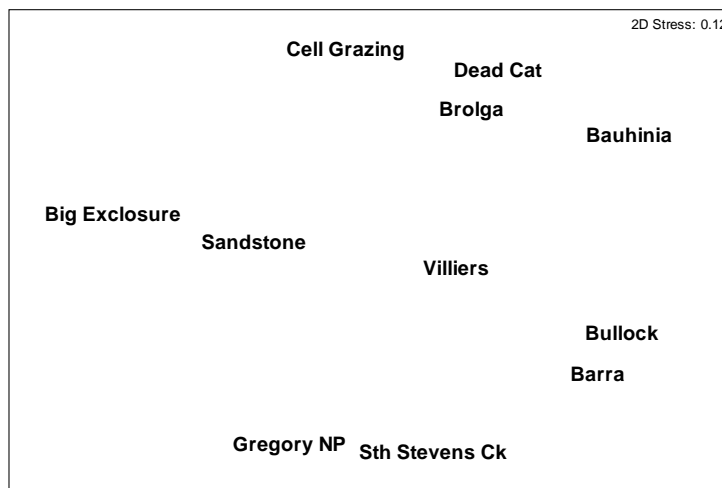 2D Stress: 0.12
Cell Grazing
Dead Cat
Brolga
Bauhinia
Big Exclosure
Sandstone
Villiers
Bullock
Barra
Gregory NP
Sth Stevens Ck